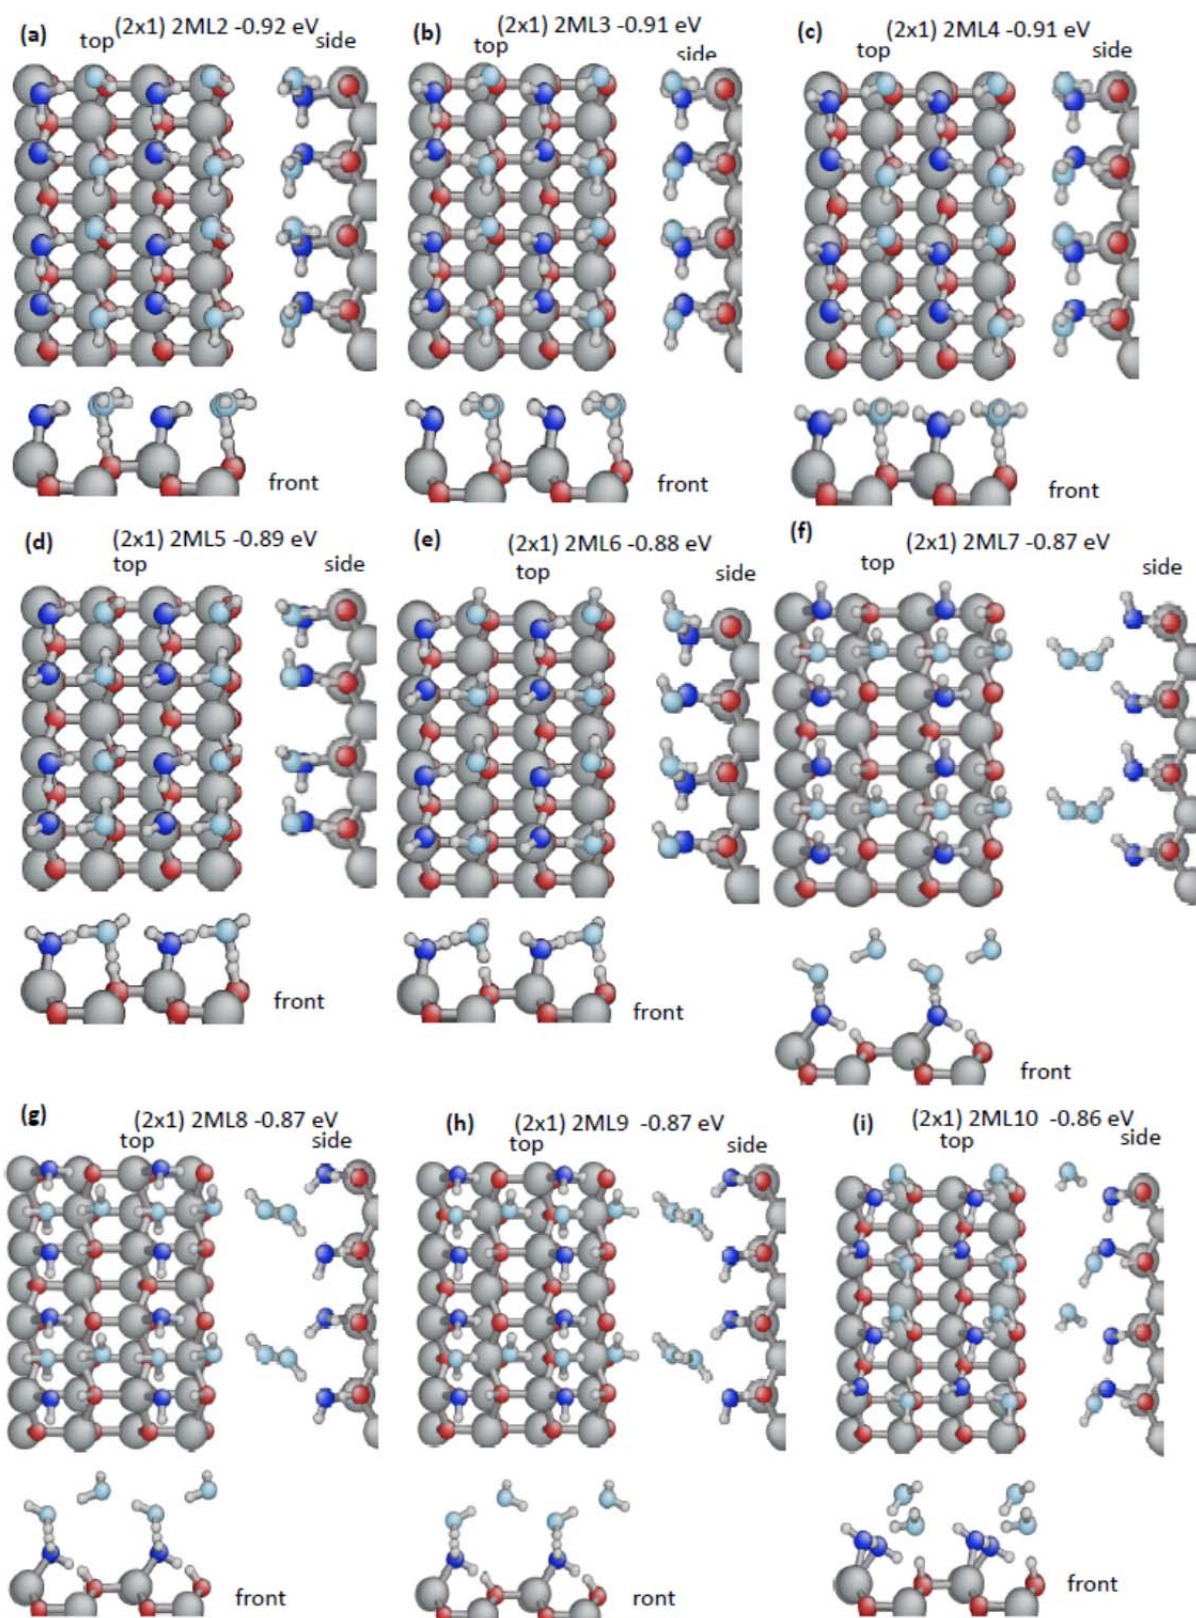 (a) (2x1) 2ML2 -0.92 eV
top side
(b) (2x1) 2ML3 -0.91 eV
top side
(c) (2x1) 2ML4 -0.91 eV
top side
front
front
front
(d) (2x1) 2ML5 -0.89 eV
top side
(e) (2x1) 2ML6 -0.88 eV
top side
(f) (2x1) 2ML7 -0.87 eV
top side
front
front
front
(g) (2x1) 2ML8 -0.87 eV
top side
(h) (2x1) 2ML9 -0.87 eV
top side
(i) (2x1) 2ML10 -0.86 eV
top side
front
ront
front